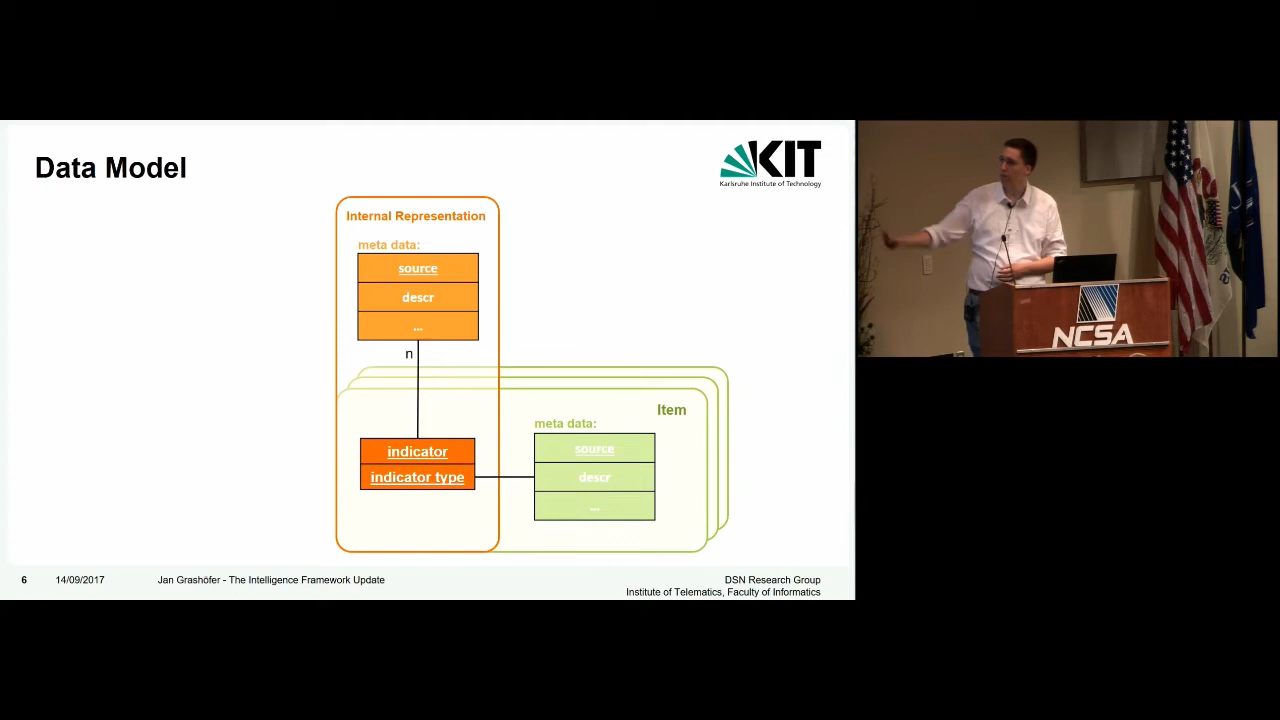 Data Model
KIT
Karlsruhe Institute of Technology
Internal Representation
meta data:
source
descr
...
n
Item
meta data:
source
descr
...
indicator
indicator type
6
14/09/2017
Jan Grashöfer - The Intelligence Framework Update
DSN Research Group
Institute of Telematics, Faculty of Informatics
NCSA